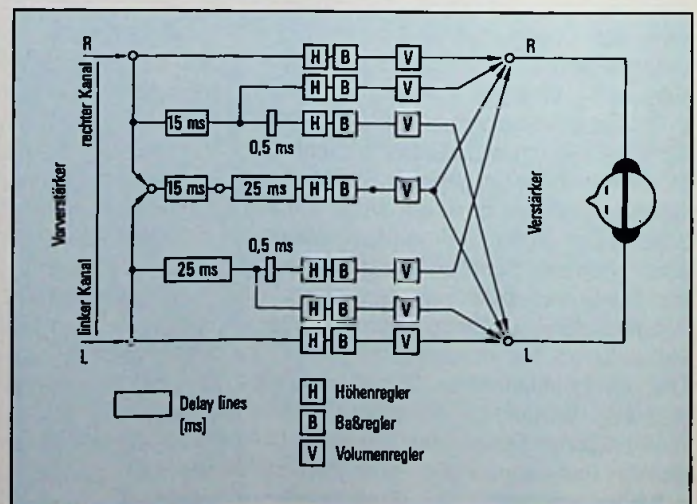 R
rechter Kanal
Vorverstärker
linker Kanal
L
H B V
H B V
15 ms
0,5 ms
H B V
15 ms
25 ms
H B V
25 ms
0,5 ms
H B V
H B V
H B V
R
Verstärker
L
Delay lines
[ms]
H Höhenregler
B Baßregler
V Volumenregler